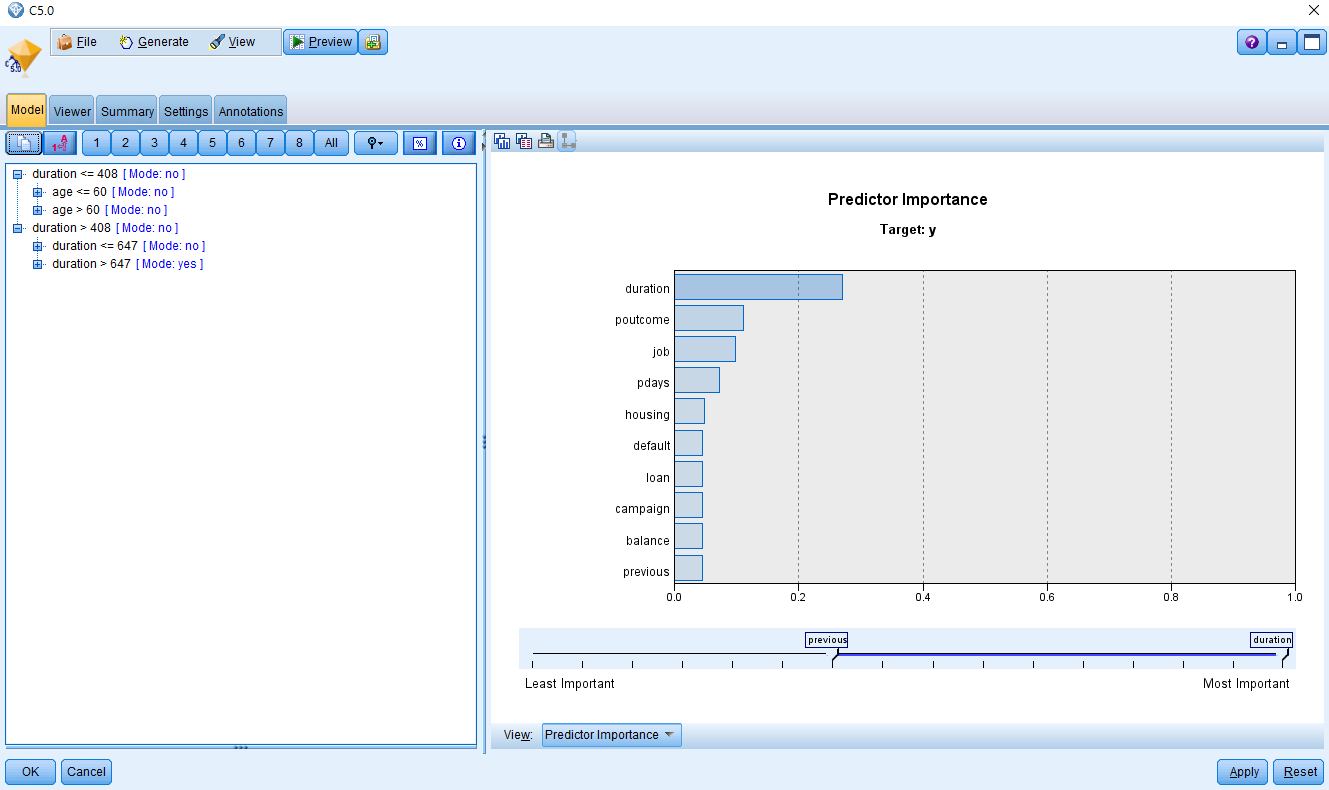 C5.0
File Generate View Preview
C 5.0
Model Viewer Summary Settings Annotations
1 2 3 4 5 6 7 8 All %
duration <= 408 [ Mode: no ]
age <= 60 [ Mode: no ]
age > 60 [ Mode: no ]
duration > 408 [ Mode: no ]
duration <= 647 [ Mode: no ]
duration > 647 [ Mode: yes ]
Predictor Importance
Target: y
duration
poutcome
job
pdays
housing
default
loan
campaign
balance
previous
0.0 0.2 0.4 0.6 0.8 1.0
previous duration
Least Important Most Important
View: Predictor Importance
OK Cancel Apply Reset